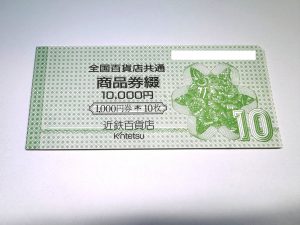 全国百貨店共通
商品券綴
10,000円
1,000円券 10枚
近鉄百貨店
Kintetsu
10